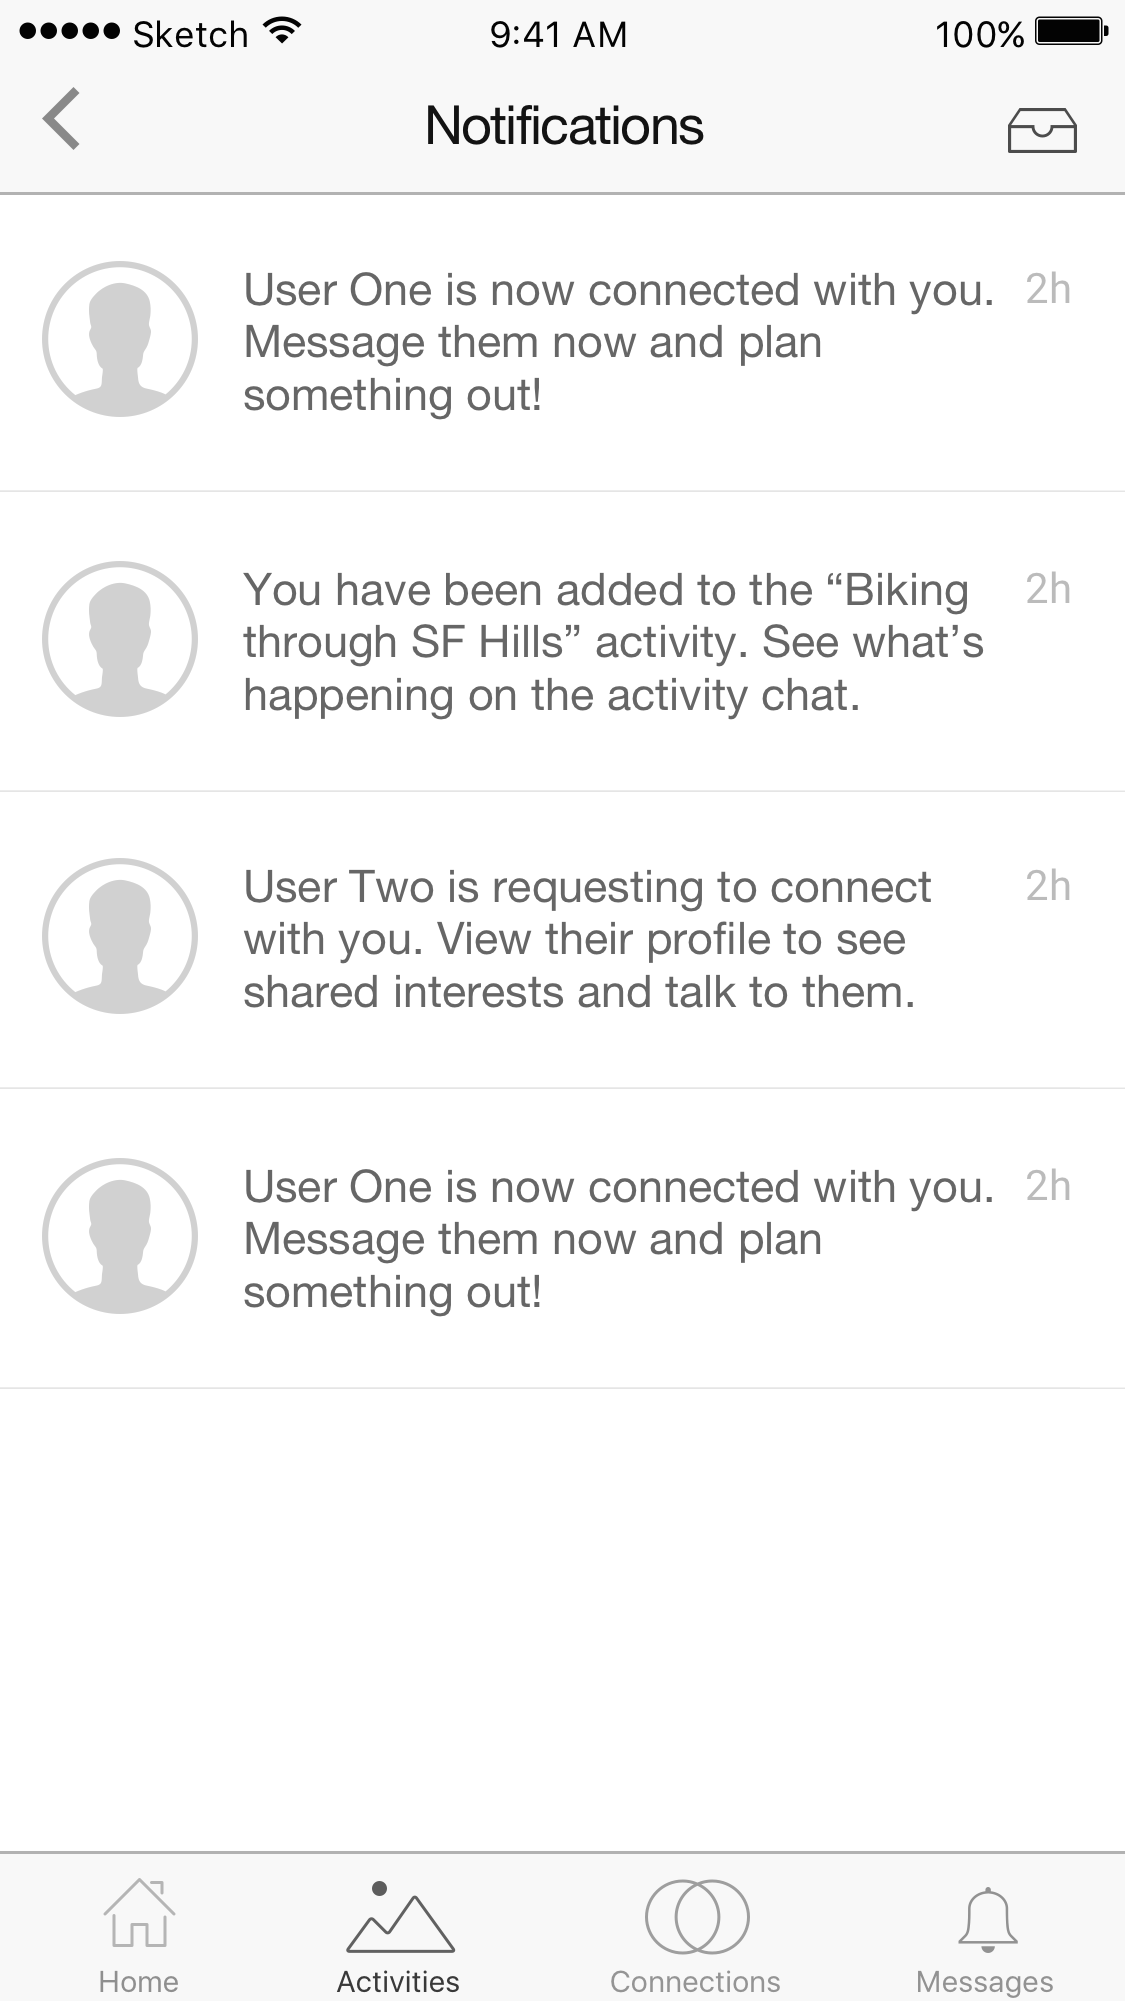 Sketch 9:41 AM 100%
Notifications
User One is now connected with you. 2h
Message them now and plan
something out!
You have been added to the “Biking 2h
through SF Hills” activity. See what’s
happening on the activity chat.
User Two is requesting to connect 2h
with you. View their profile to see
shared interests and talk to them.
User One is now connected with you. 2h
Message them now and plan
something out!
Home Activities Connections Messages